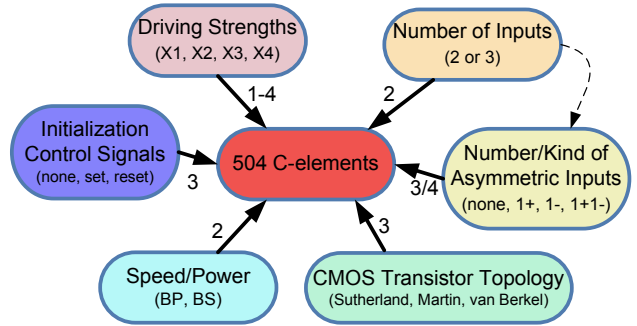 Driving Strengths
(X1, X2, X3, X4)
Number of Inputs
(2 or 3)
1-4
2
Initialization
Control Signals
(none, set, reset)
3
504 C-elements
3/4
Number/Kind of
Asymmetric Inputs
(none, 1+, 1-, 1+1-)
2
3
Speed/Power
(BP, BS)
CMOS Transistor Topology
(Sutherland, Martin, van Berkel)